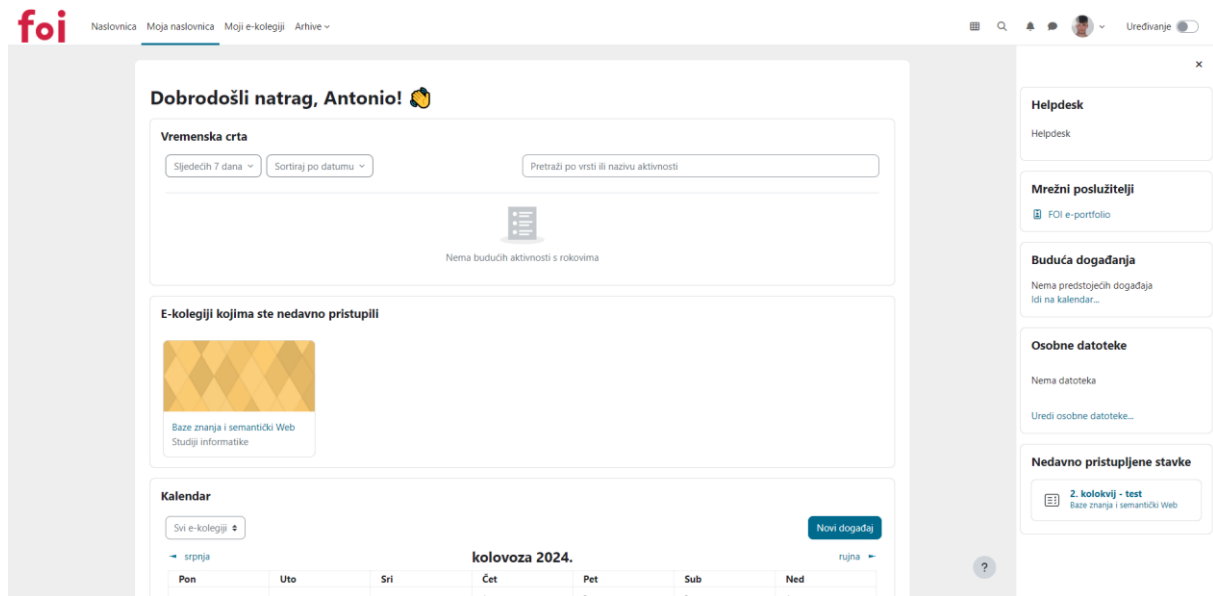 foi
Naslovnica Moja naslovnica Moji e-kolegiji Arhive
Uređivanje
Dobrodošli natrag, Antonio!
Vremenska crta
Sljedećih 7 dana
Sortiraj po datumu
Pretraži po vrsti ili nazivu aktivnosti
Nema budućih aktivnosti s rokovima
E-kolegiji kojima ste nedavno pristupili
Baze znanja i semantički Web
Studiji informatike
Kalendar
Svi e-kolegiji
Novi događaj
srpnja
kolovoza 2024.
rujna
Pon Uto Sri Čet Pet Sub Ned
Helpdesk
Helpdesk
Mrežni poslužitelji
FOI e-portfolio
Buduća događanja
Nema predstojećih događaja
Idi na kalendar...
Osobne datoteke
Nema datoteka
Uredi osobne datoteke...
Nedavno pristupljene stavke
2. kolokvij - test
Baze znanja i semantički Web
?